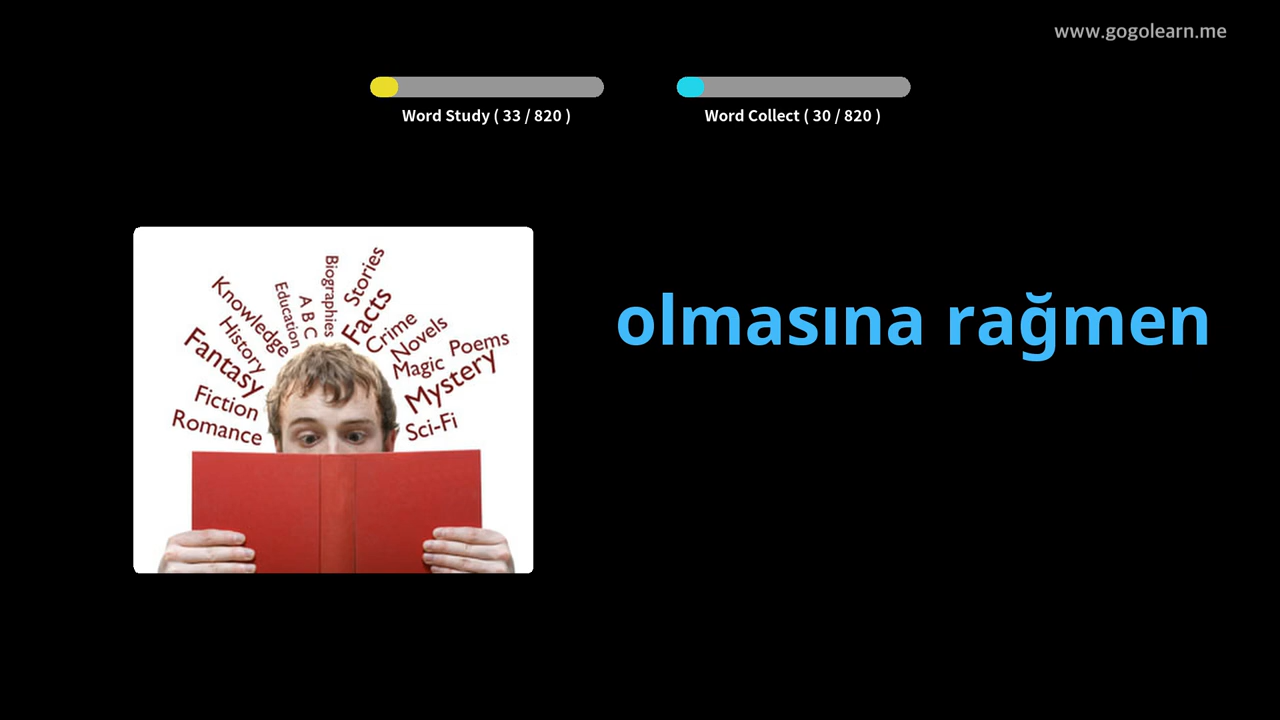 www.gogolearn.me
Word Study ( 33 / 820 )
Word Collect ( 30 / 820 )
olmasına rağmen
Knowledge
Education
A B C
Biographies
Stories
Facts
Crime
Novels
Poems
History
Fantasy
Magic
Mystery
Fiction
Romance
Sci-Fi